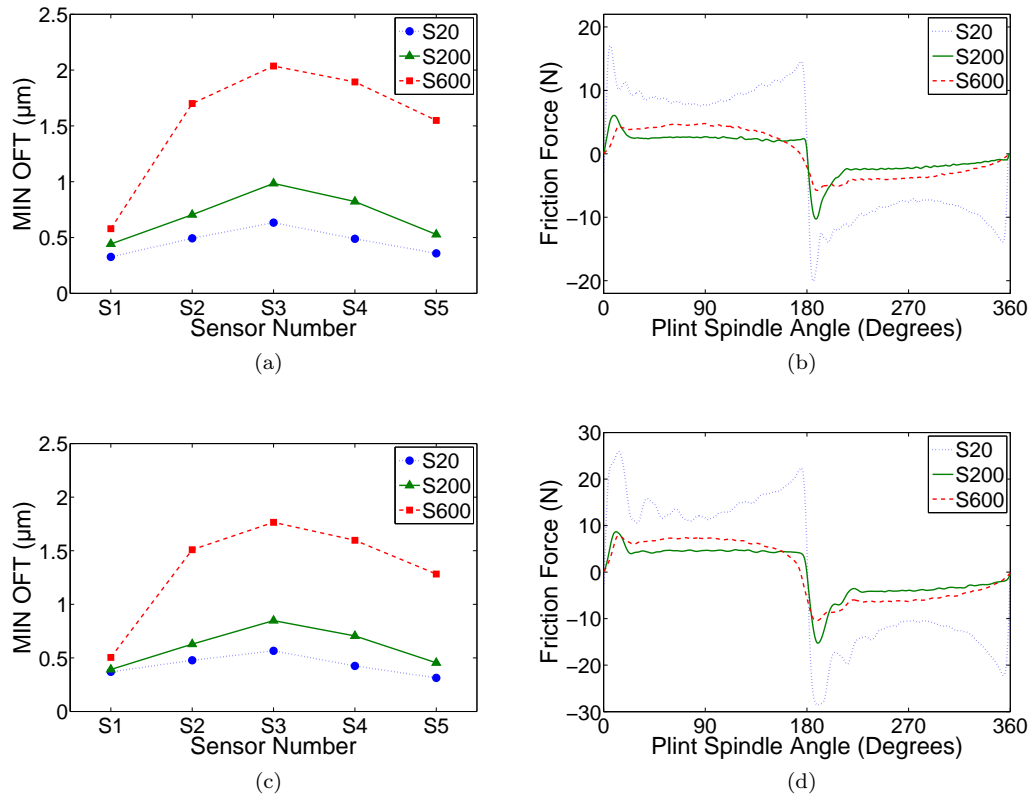 2.5
2
1.5
1
0.5
0
MIN OFT (µm)
S1 S2 S3 S4 S5
Sensor Number
S20
S200
S600
(a)
20
10
0
−10
−20
Friction Force (N)
0 90 180 270 360
Plint Spindle Angle (Degrees)
S20
S200
S600
(b)
2.5
2
1.5
1
0.5
0
MIN OFT (µm)
S1 S2 S3 S4 S5
Sensor Number
S20
S200
S600
(c)
30
20
10
0
−10
−20
−30
Friction Force (N)
0 90 180 270 360
Plint Spindle Angle (Degrees)
S20
S200
S600
(d)